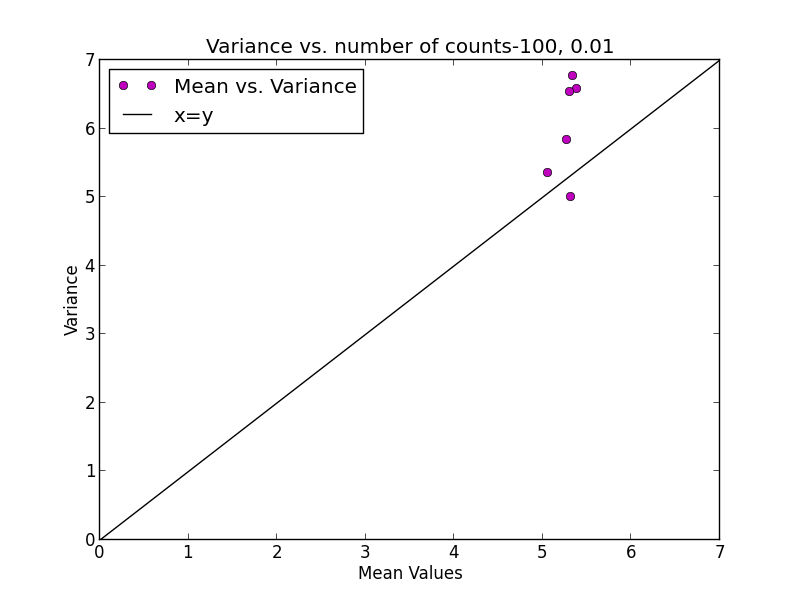 Variance vs. number of counts-100, 0.01
Mean vs. Variance
x=y
7
6
5
4
3
2
1
0
Variance
0 1 2 3 4 5 6 7
Mean Values